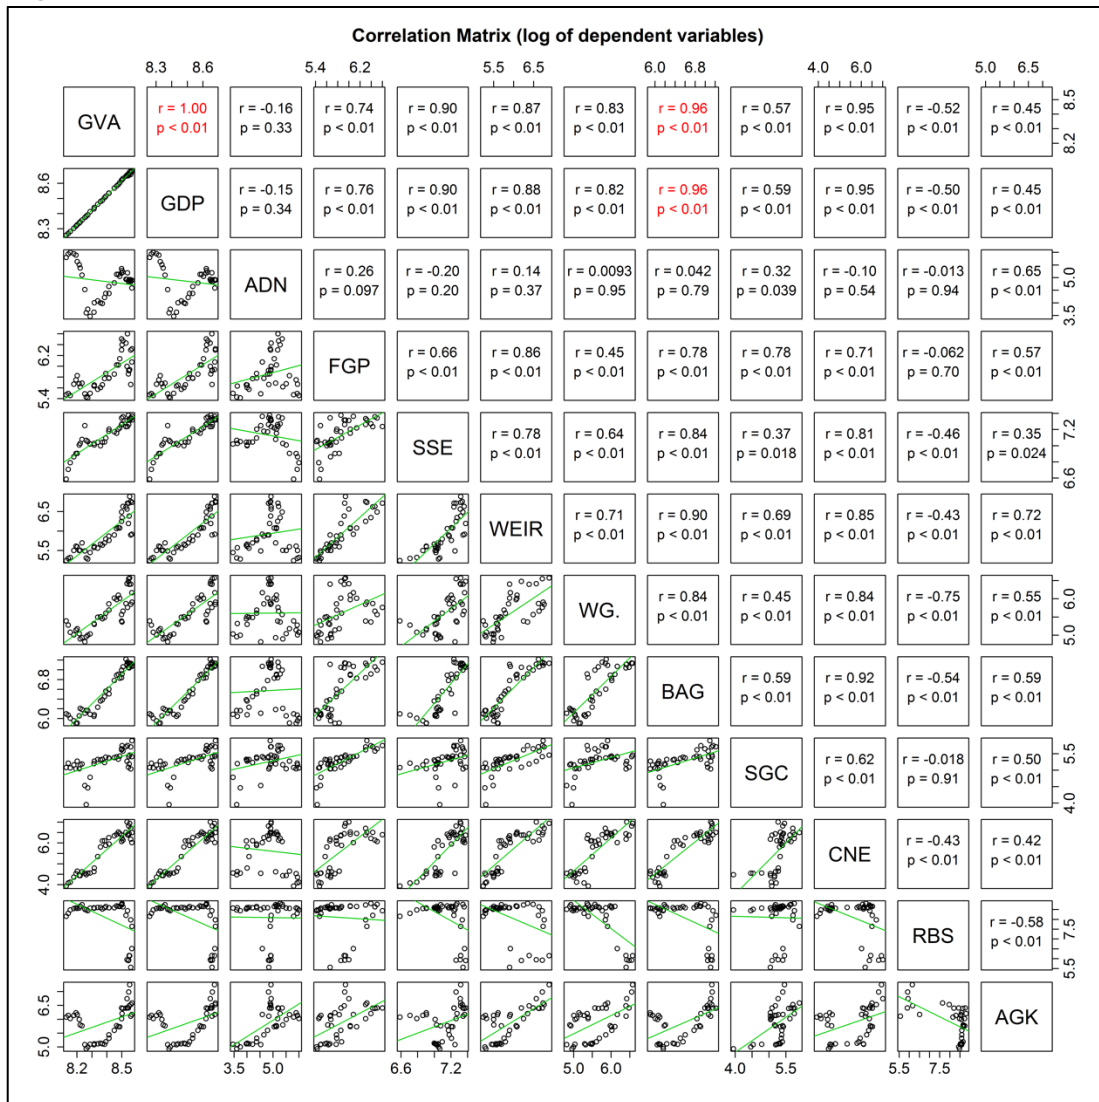 Correlation Matrix (log of dependent variables)
8.3 8.6 5.4 6.2 5.5 6.5 6.0 6.8 4.0 6.0 5.0 6.5
GVA
r = 1.00 r = -0.16 r = 0.74 r = 0.90 r = 0.87 r = 0.83 r = 0.96 r = 0.57 r = 0.95 r = -0.52 r = 0.45
p < 0.01 p = 0.33 p < 0.01 p < 0.01 p < 0.01 p < 0.01 p < 0.01 p < 0.01 p < 0.01 p < 0.01 p < 0.01
8.2 8.5
8.3 8.6
GDP
r = -0.15 r = 0.76 r = 0.90 r = 0.88 r = 0.82 r = 0.96 r = 0.59 r = 0.95 r = -0.50 r = 0.45
p = 0.34 p < 0.01 p < 0.01 p < 0.01 p < 0.01 p < 0.01 p < 0.01 p < 0.01 p < 0.01 p < 0.01
ADN
r = 0.26 r = -0.20 r = 0.14 r = 0.0093 r = 0.042 r = 0.32 r = -0.10 r = -0.013 r = 0.65
p = 0.097 p = 0.20 p = 0.37 p = 0.95 p = 0.79 p = 0.039 p = 0.54 p = 0.94 p < 0.01
3.5 5.0
5.4 6.2
FGP
r = 0.66 r = 0.86 r = 0.45 r = 0.78 r = 0.78 r = 0.71 r = -0.062 r = 0.57
p < 0.01 p < 0.01 p < 0.01 p < 0.01 p < 0.01 p < 0.01 p = 0.70 p < 0.01
SSE
r = 0.78 r = 0.64 r = 0.84 r = 0.37 r = 0.81 r = -0.46 r = 0.35
p < 0.01 p < 0.01 p < 0.01 p = 0.018 p < 0.01 p < 0.01 p = 0.024
6.6 7.2
5.5 6.5
WEIR
r = 0.71 r = 0.90 r = 0.69 r = 0.85 r = -0.43 r = 0.72
p < 0.01 p < 0.01 p < 0.01 p < 0.01 p < 0.01 p < 0.01
WG.
r = 0.84 r = 0.45 r = 0.84 r = -0.75 r = 0.55
p < 0.01 p < 0.01 p < 0.01 p < 0.01 p < 0.01
5.0 6.0
6.0 6.8
BAG
r = 0.59 r = 0.92 r = -0.54 r = 0.59
p < 0.01 p < 0.01 p < 0.01 p < 0.01
SGC
r = 0.62 r = -0.018 r = 0.50
p < 0.01 p = 0.91 p < 0.01
4.0 5.5
4.0 6.0
CNE
r = -0.43 r = 0.42
p < 0.01 p < 0.01
RBS
r = -0.58
p < 0.01
5.5 7.5
5.0 6.5
AGK
8.2 8.5 3.5 5.0 6.6 7.2 5.0 6.0 4.0 5.5 5.5 7.5